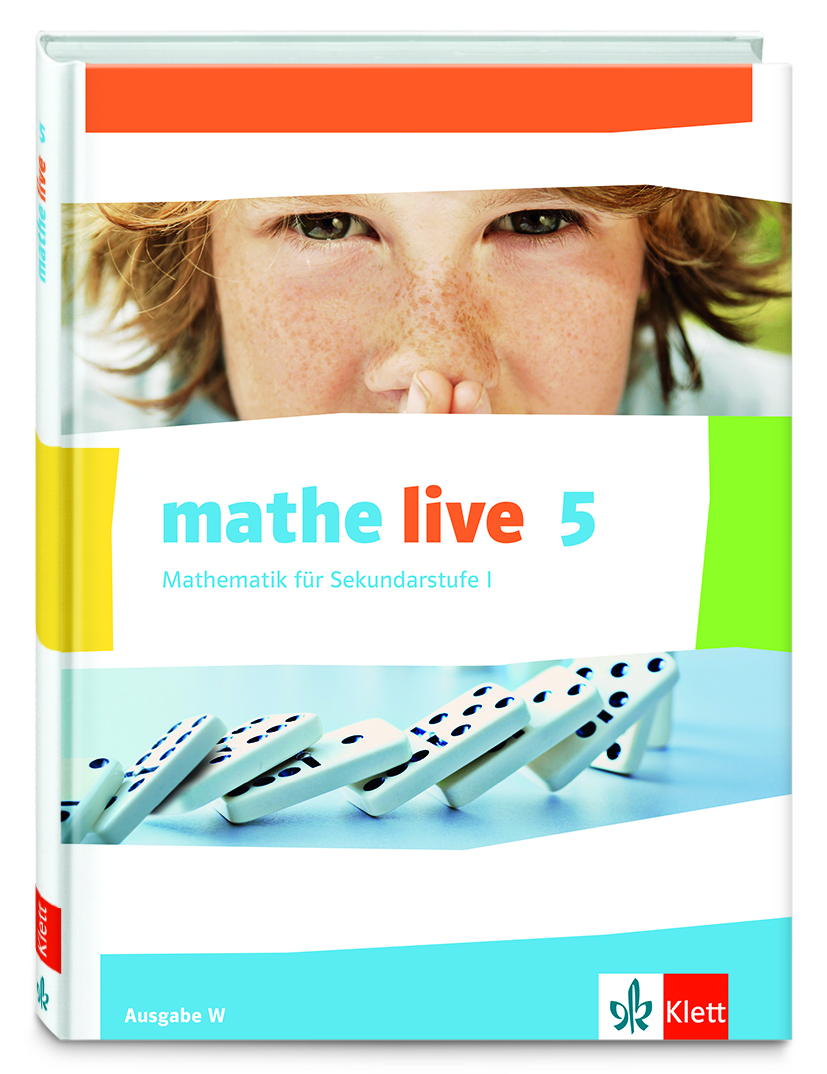 mathe live 5
mathe live 5
Mathematik für Sekundarstufe I
Klett
Ausgabe W
Klett